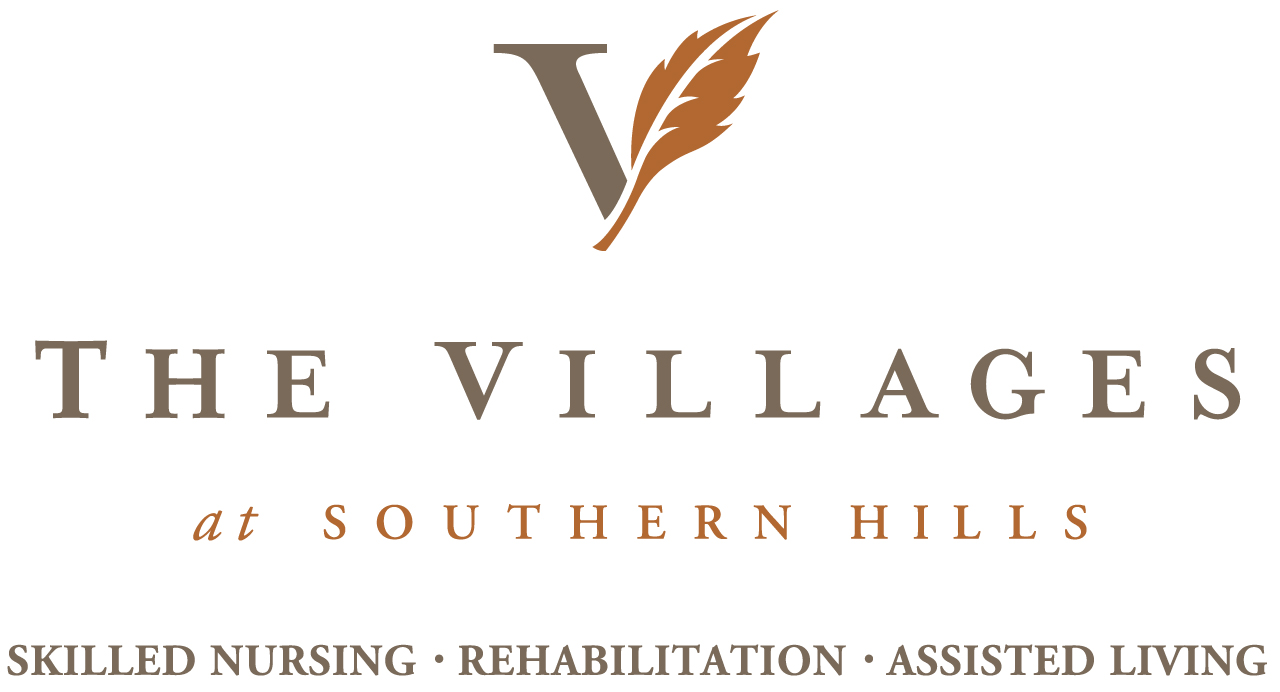 V
THE VILLAGES
at SOUTHERN HILLS
SKILLED NURSING · REHABILITATION · ASSISTED LIVING